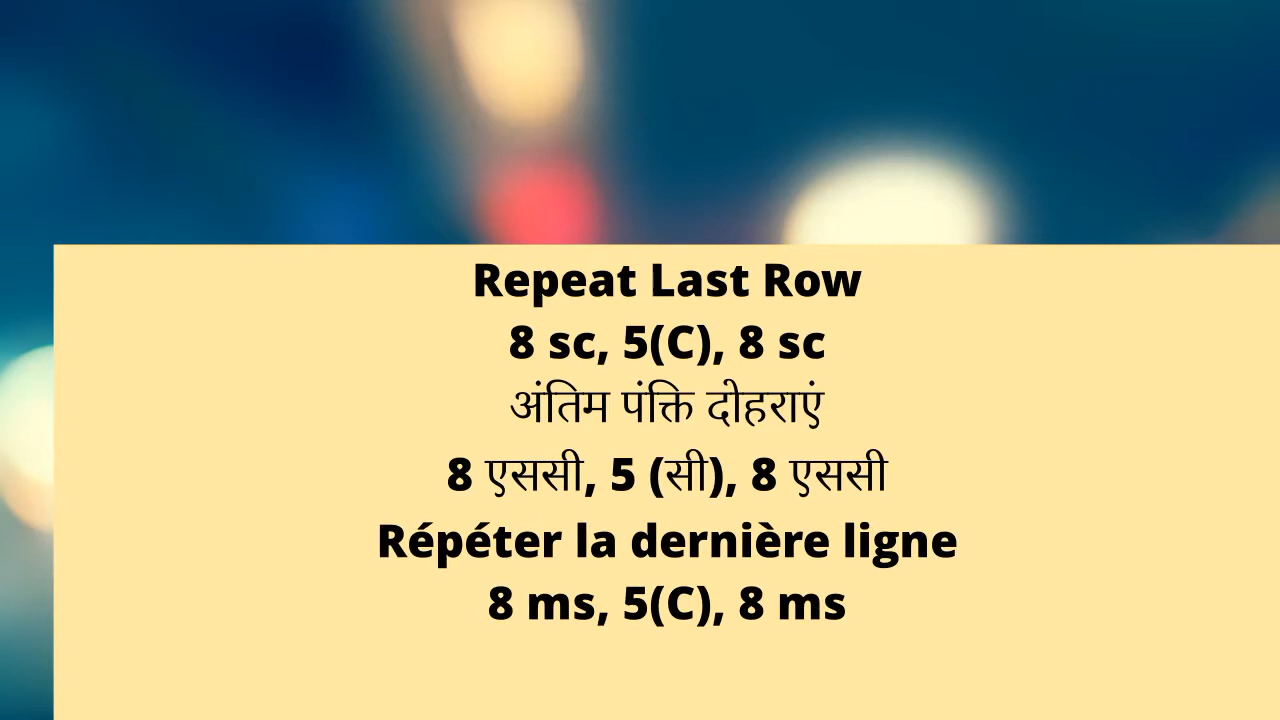 Repeat Last Row
8 sc, 5(C), 8 sc
अंतिम पंक्ति दोहराएं
8 एससी, 5 (सी), 8 एससी
Répéter la dernière ligne
8 ms, 5(C), 8 ms